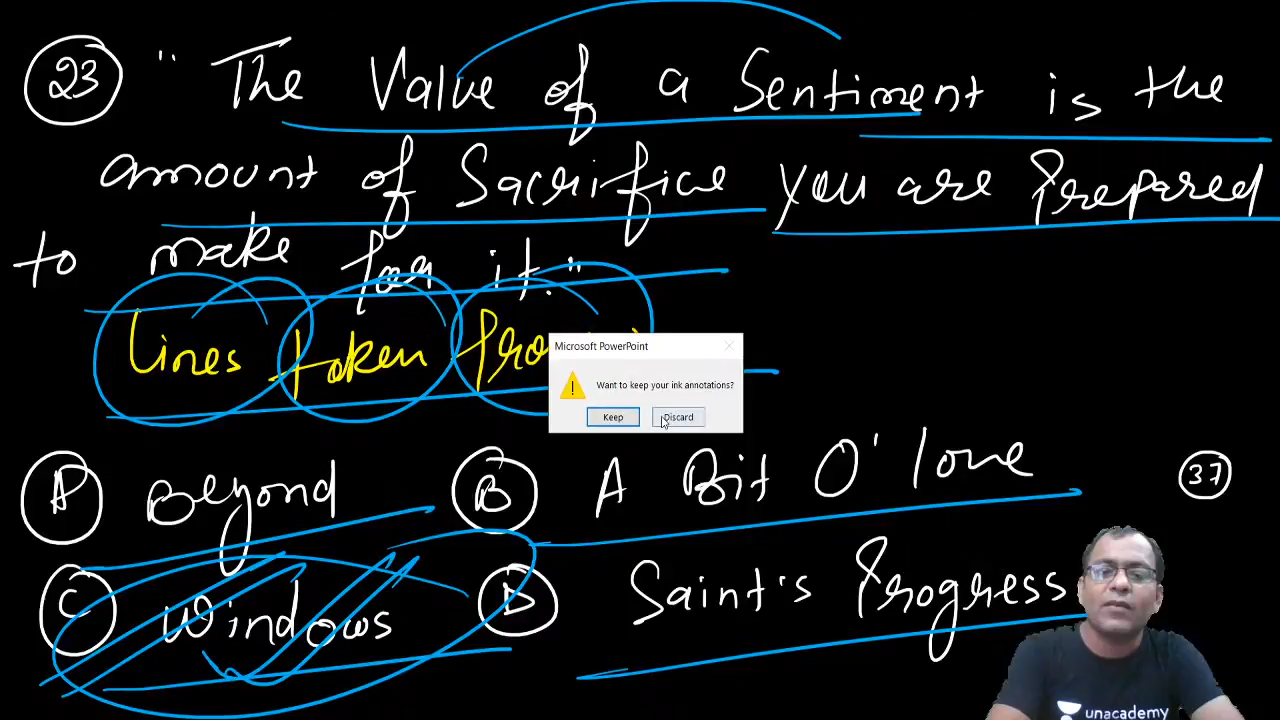 23 " The Value of a Sentiment is the
amount of Sacrifice you are Prepared
to make for it."
Lines taken
Microsoft PowerPoint
Want to keep your ink annotations?
Keep Discard
A Beyond B A Bit O' love
37
C Windows D Saint's Progress
unacademy